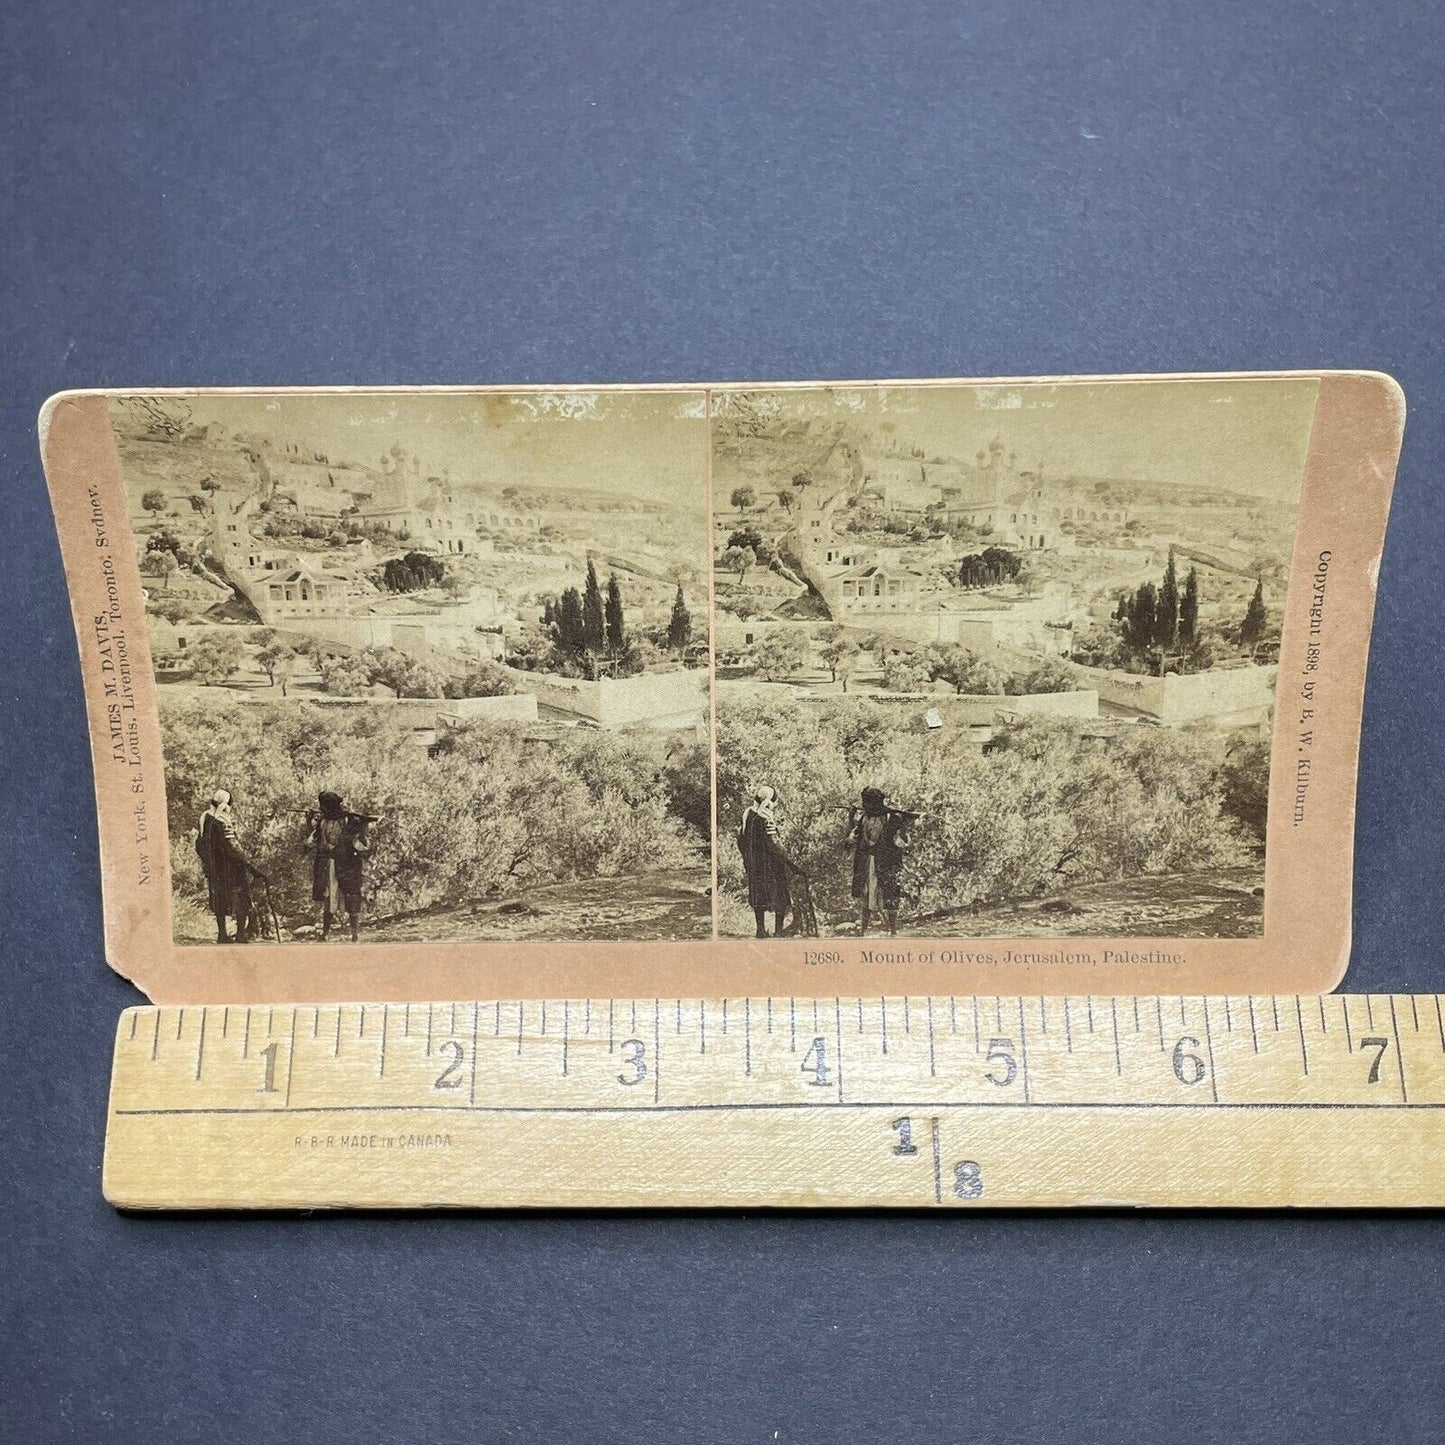 JAMES M. DAVIS,
New York. St. Louis. Liverpool. Toronto. Sydney.
Copyright 1898, by B. W. Kilburn.
12680. Mount of Olives, Jerusalem, Palestine.
1 2 3 4 5 6 7
R-B-R MADE IN CANADA
1
8